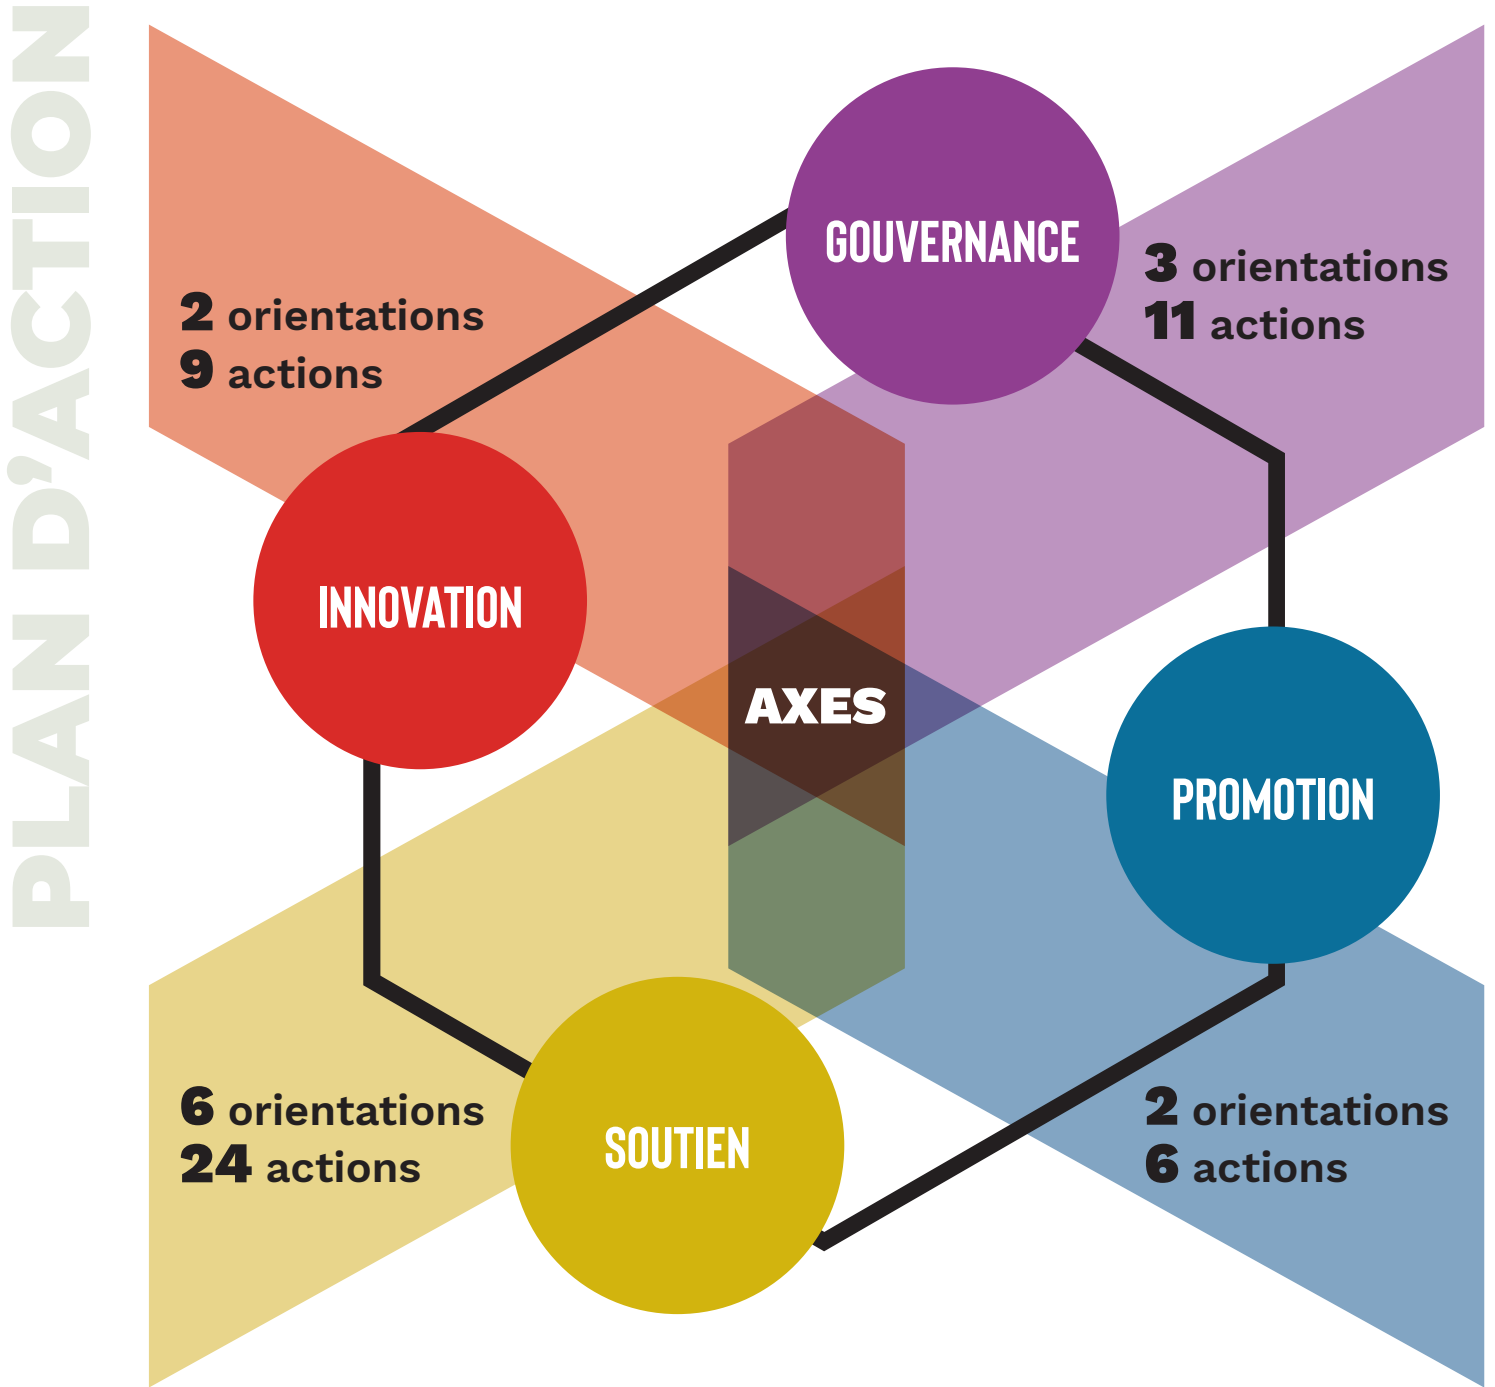 PLAN D'ACTION
GOUVERNANCE
3 orientations
11 actions
2 orientations
9 actions
INNOVATION
AXES
PROMOTION
6 orientations
24 actions
SOUTIEN
2 orientations
6 actions